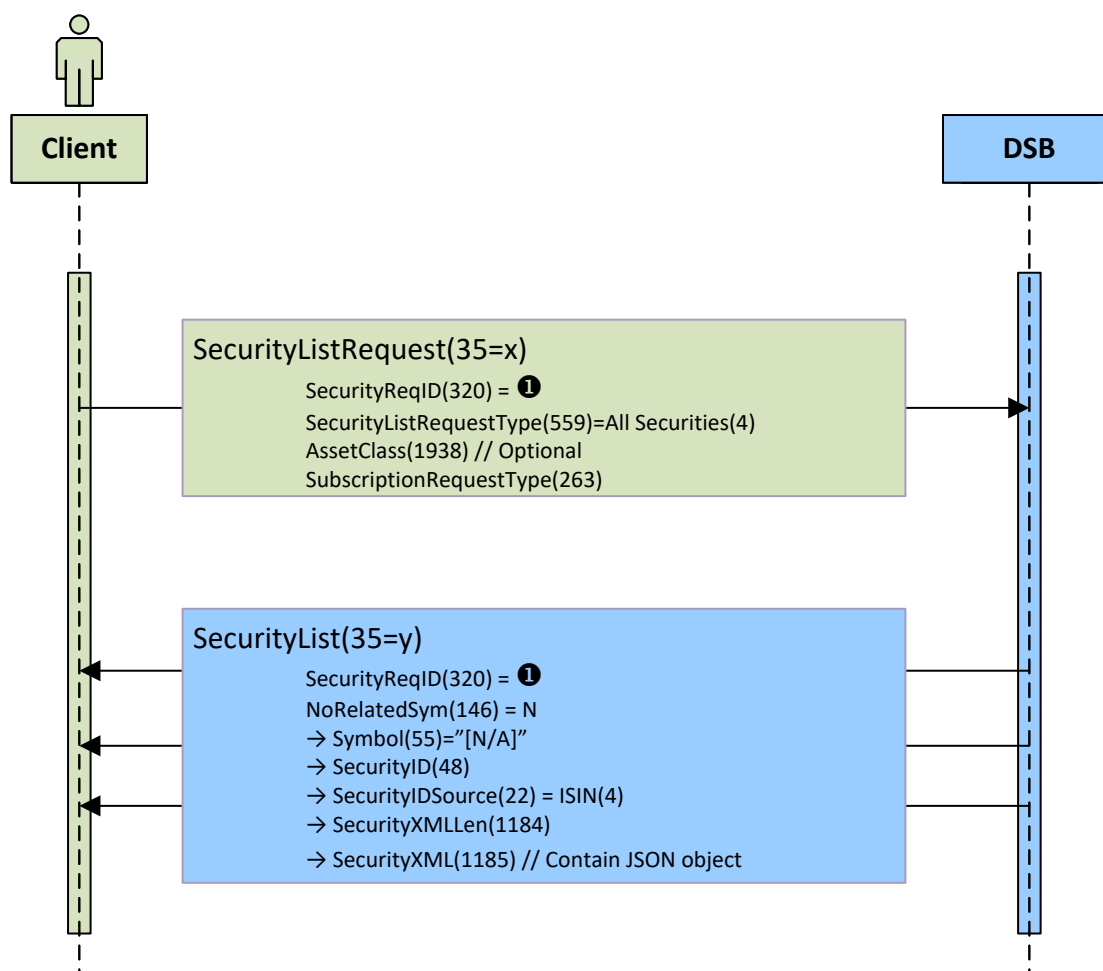 Client
DSB
SecurityListRequest(35=x)
SecurityReqID(320) = ❶
SecurityListRequestType(559)=All Securities(4)
AssetClass(1938) // Optional
SubscriptionRequestType(263)
SecurityList(35=y)
SecurityReqID(320) = ❶
NoRelatedSym(146) = N
→ Symbol(55)=”[N/A]”
→ SecurityID(48)
→ SecurityIDSource(22) = ISIN(4)
→ SecurityXMLLen(1184)
→ SecurityXML(1185) // Contain JSON object